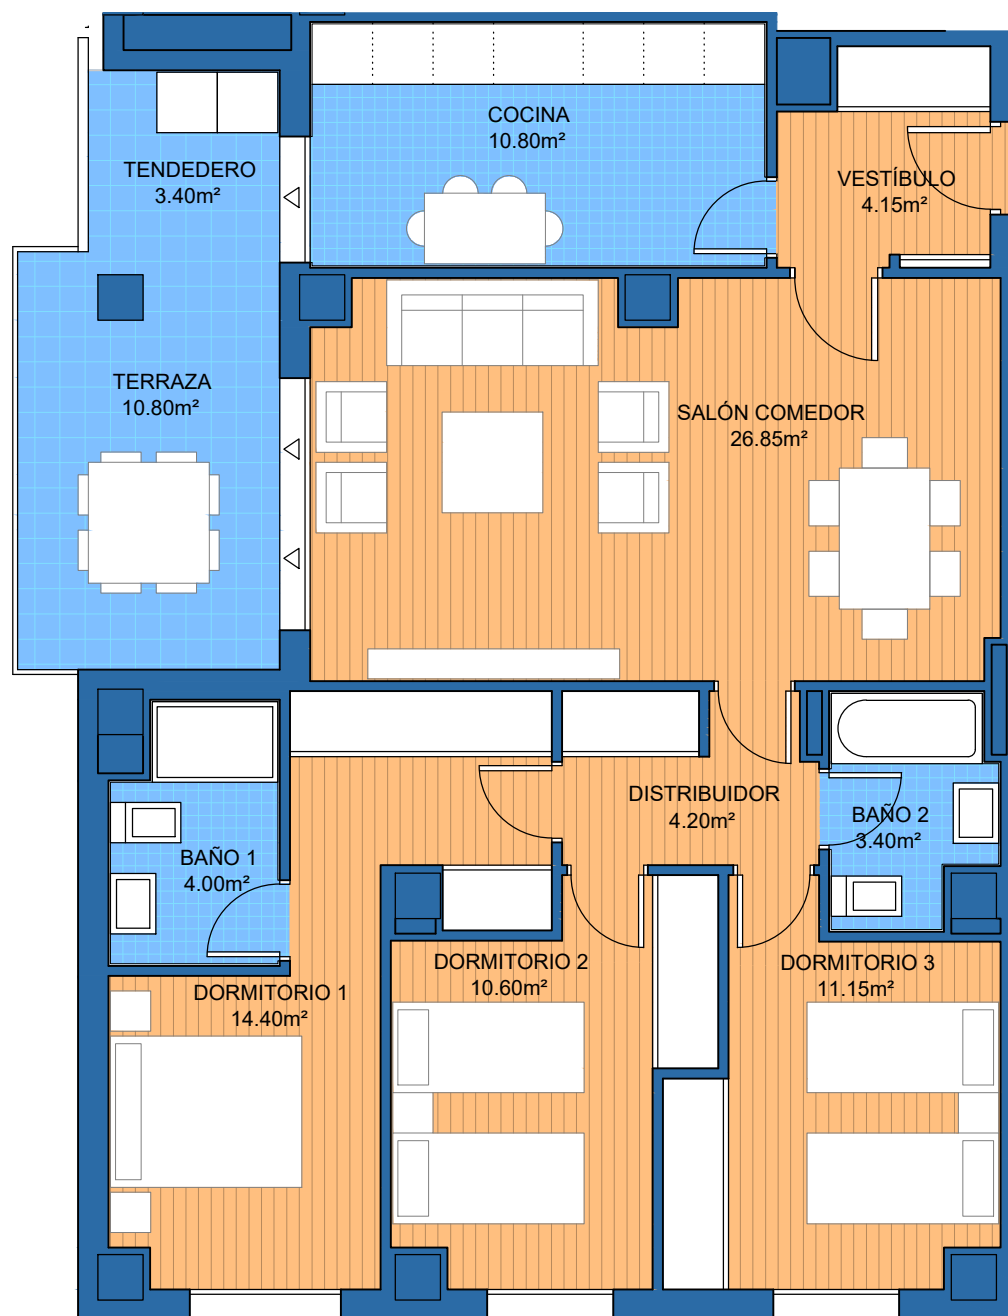 COCINA
10.80m²
TENDEDERO
3.40m²
VESTÍBULO
4.15m²
TERRAZA
10.80m²
SALÓN COMEDOR
26.85m²
DISTRIBUIDOR
4.20m²
BAÑO 2
3.40m²
BAÑO 1
4.00m²
DORMITORIO 1
14.40m²
DORMITORIO 2
10.60m²
DORMITORIO 3
11.15m²